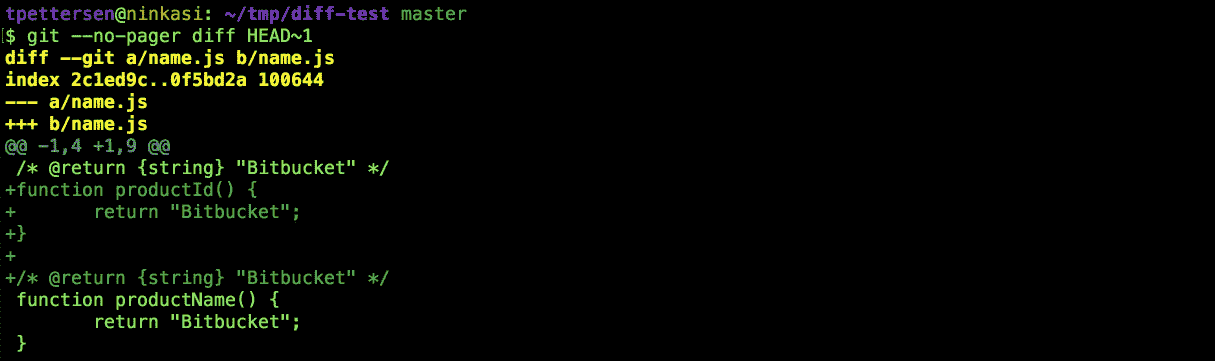 tpettersen@ninkasi: ~/tmp/diff-test master
$ git --no-pager diff HEAD~1
diff --git a/name.js b/name.js
index 2c1ed9c..0f5bd2a 100644
--- a/name.js
+++ b/name.js
@@ -1,4 +1,9 @@
 /* @return {string} "Bitbucket" */
+function productId() {
+       return "Bitbucket";
+}
+
+/* @return {string} "Bitbucket" */
 function productName() {
        return "Bitbucket";
 }